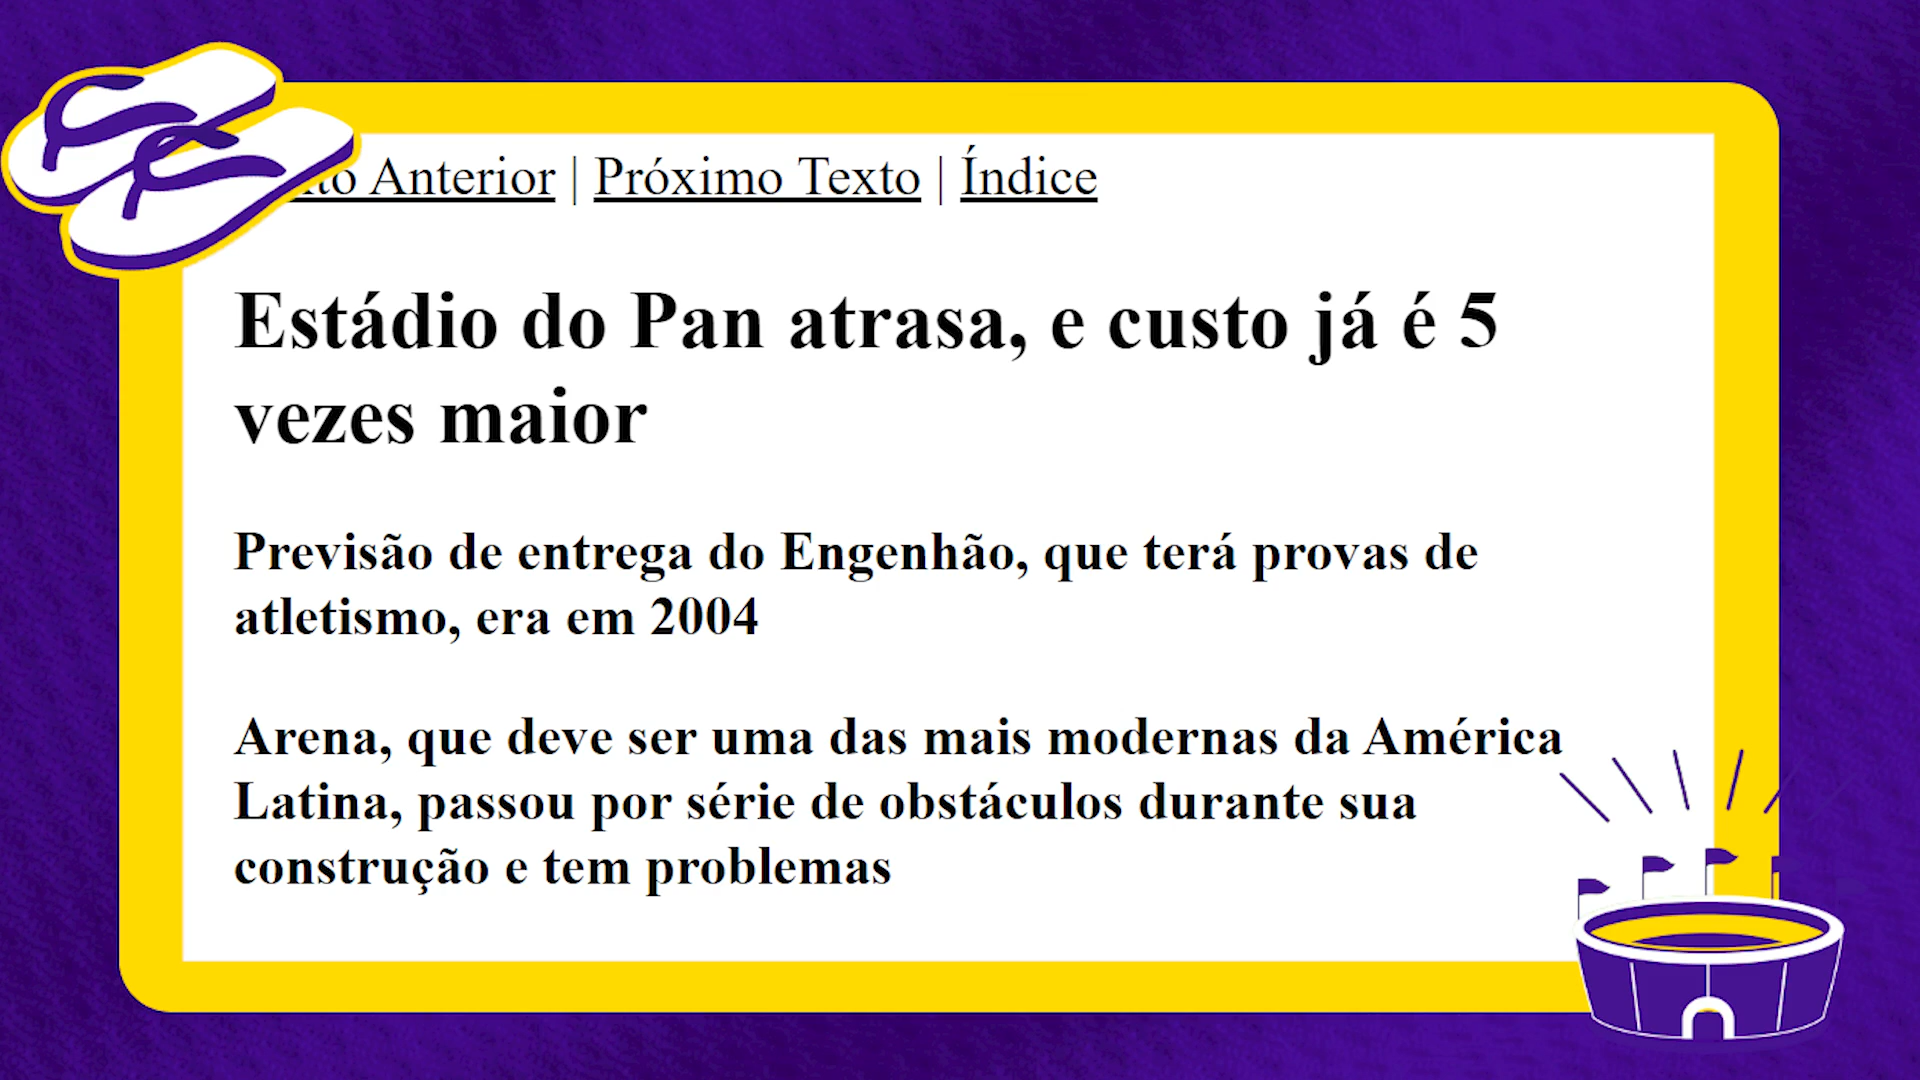 Anterior | Próximo Texto | Índice
Estádio do Pan atrasa, e custo já é 5
vezes maior
Previsão de entrega do Engenhão, que terá provas de
atletismo, era em 2004
Arena, que deve ser uma das mais modernas da América
Latina, passou por série de obstáculos durante sua
construção e tem problemas